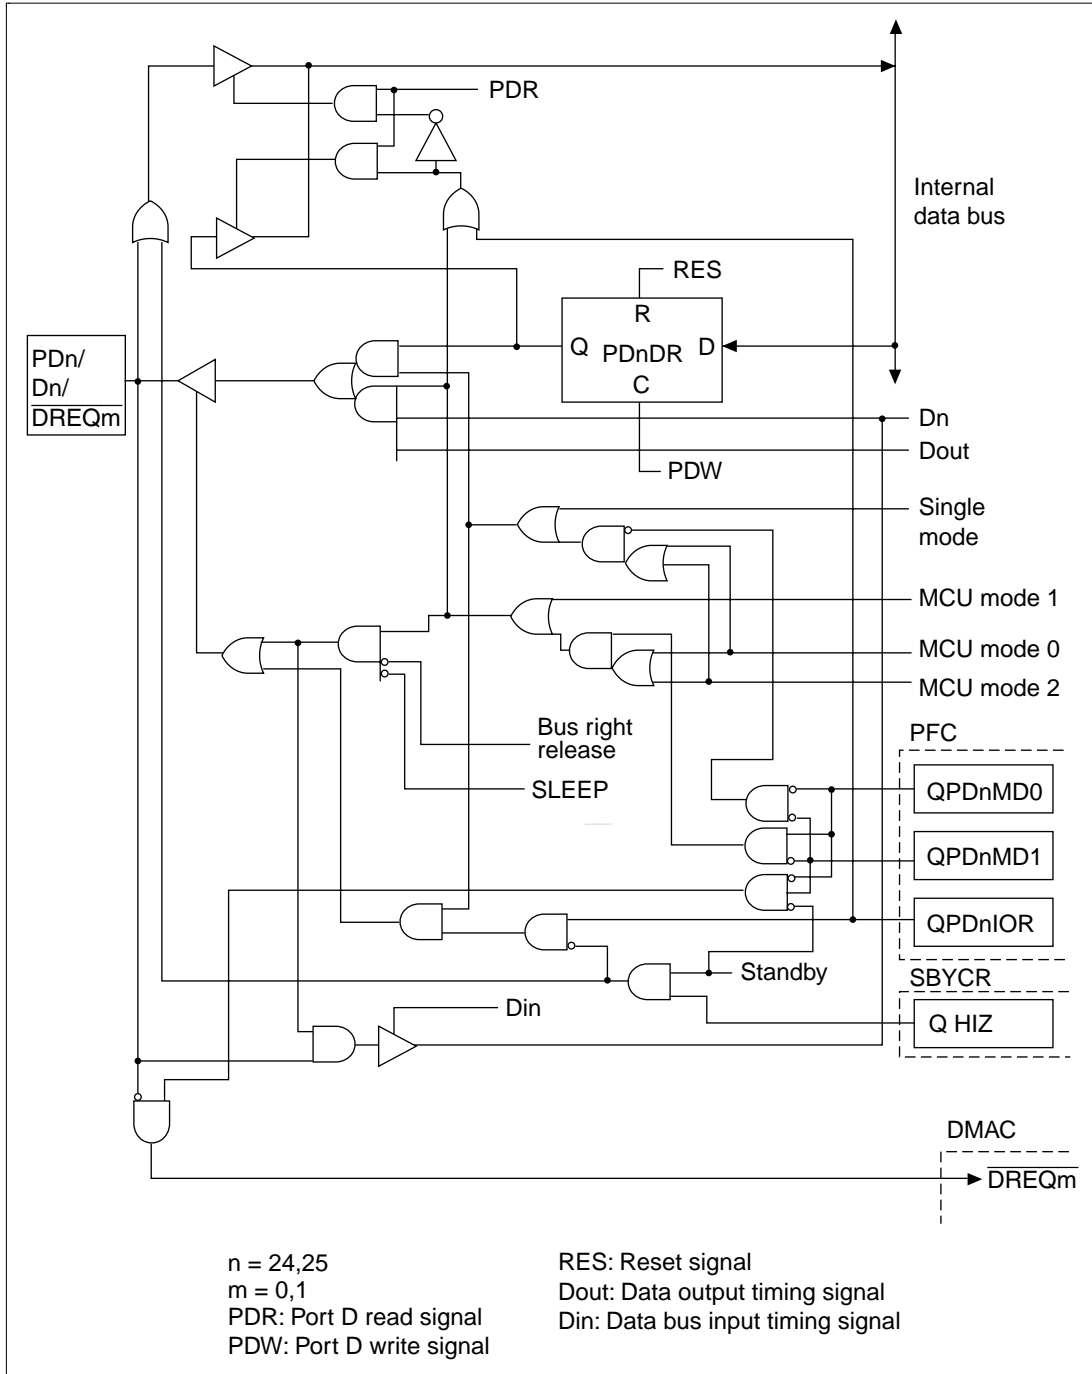 PDR
Internal
data bus
RES
R
Q
PDnDR
D
C
PDn/
Dn/
DREQm
Dn
Dout
PDW
Single
mode
MCU mode 1
MCU mode 0
MCU mode 2
Bus right
release
SLEEP
PFC
QPDnMD0
QPDnMD1
QPDnIOR
Standby
SBYCR
Q HIZ
Din
DMAC
DREQm
n = 24,25
m = 0,1
PDR: Port D read signal
PDW: Port D write signal
RES: Reset signal
Dout: Data output timing signal
Din: Data bus input timing signal